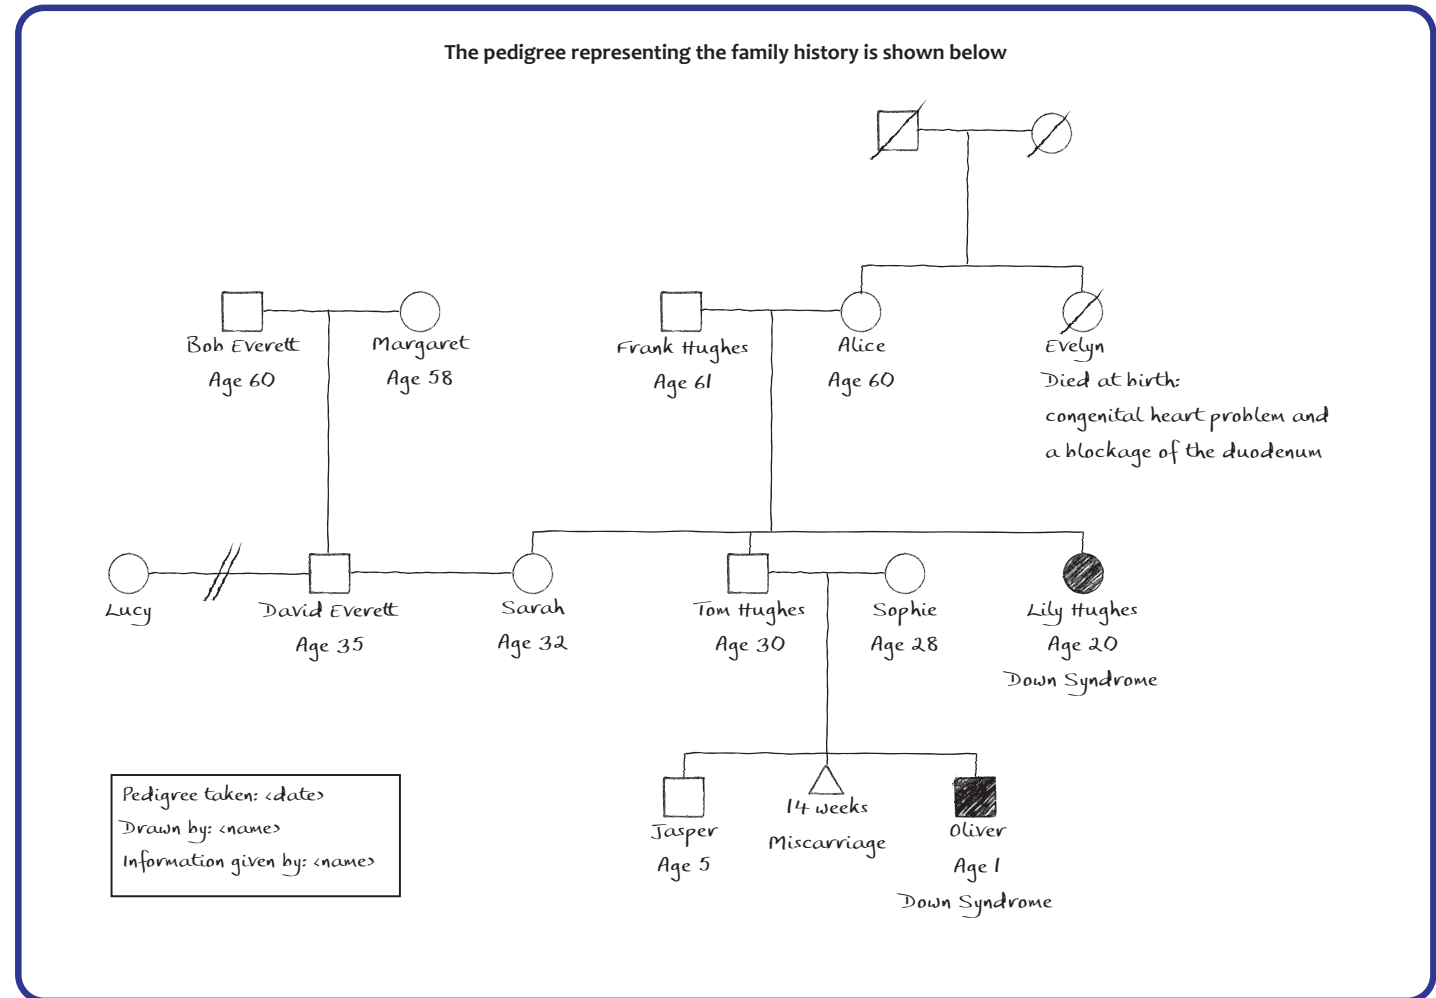 The pedigree representing the family history is shown below
Bob Everett
Age 60
Margaret
Age 58
Frank Hughes
Age 61
Alice
Age 60
Evelyn
Died at birth:
congenital heart problem and
a blockage of the duodenum
Lucy
David Everett
Age 35
Sarah
Age 32
Tom Hughes
Age 30
Sophie
Age 28
Lily Hughes
Age 20
Down Syndrome
Jasper
Age 5
14 weeks
Miscarriage
Oliver
Age 1
Down Syndrome
Pedigree taken: <date>
Drawn by: <name>
Information given by: <name>